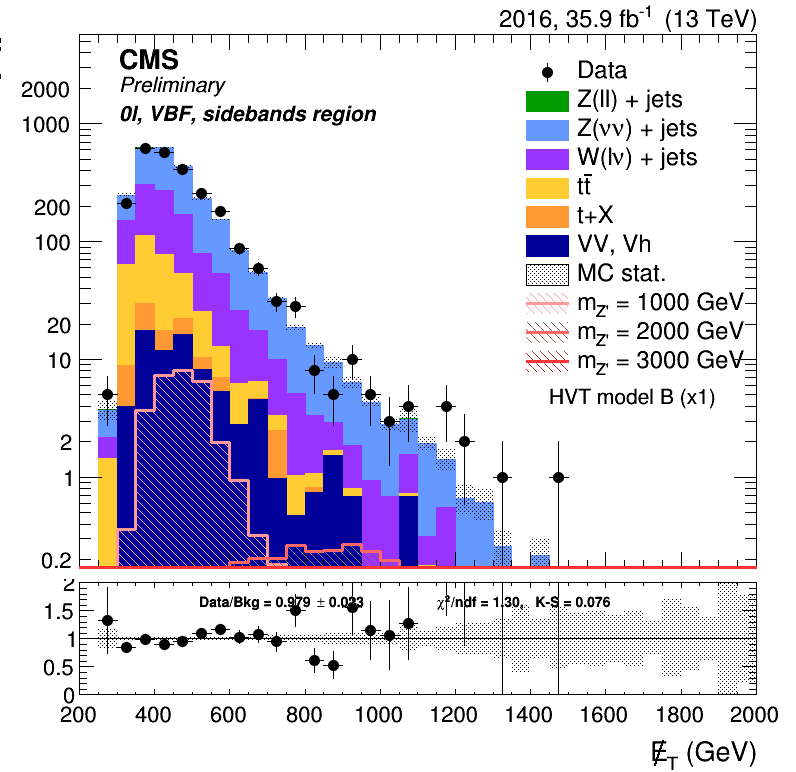 2016, 35.9 fb⁻¹ (13 TeV)
CMS
Preliminary
0l, VBF, sidebands region
Data
Z(ll) + jets
Z(νν) + jets
W(lν) + jets
tt̄
t+X
VV, Vh
MC stat.
m_Z' = 1000 GeV
m_Z' = 2000 GeV
m_Z' = 3000 GeV
HVT model B (x1)
2000
1000
200
100
20
10
2
1
0.2
2
1.5
1
0.5
0
Data/Bkg = 0.979 ± 0.023
χ²/ndf = 1.30, K-S = 0.076
200 400 600 800 1000 1200 1400 1600 1800 2000
E̸_T (GeV)